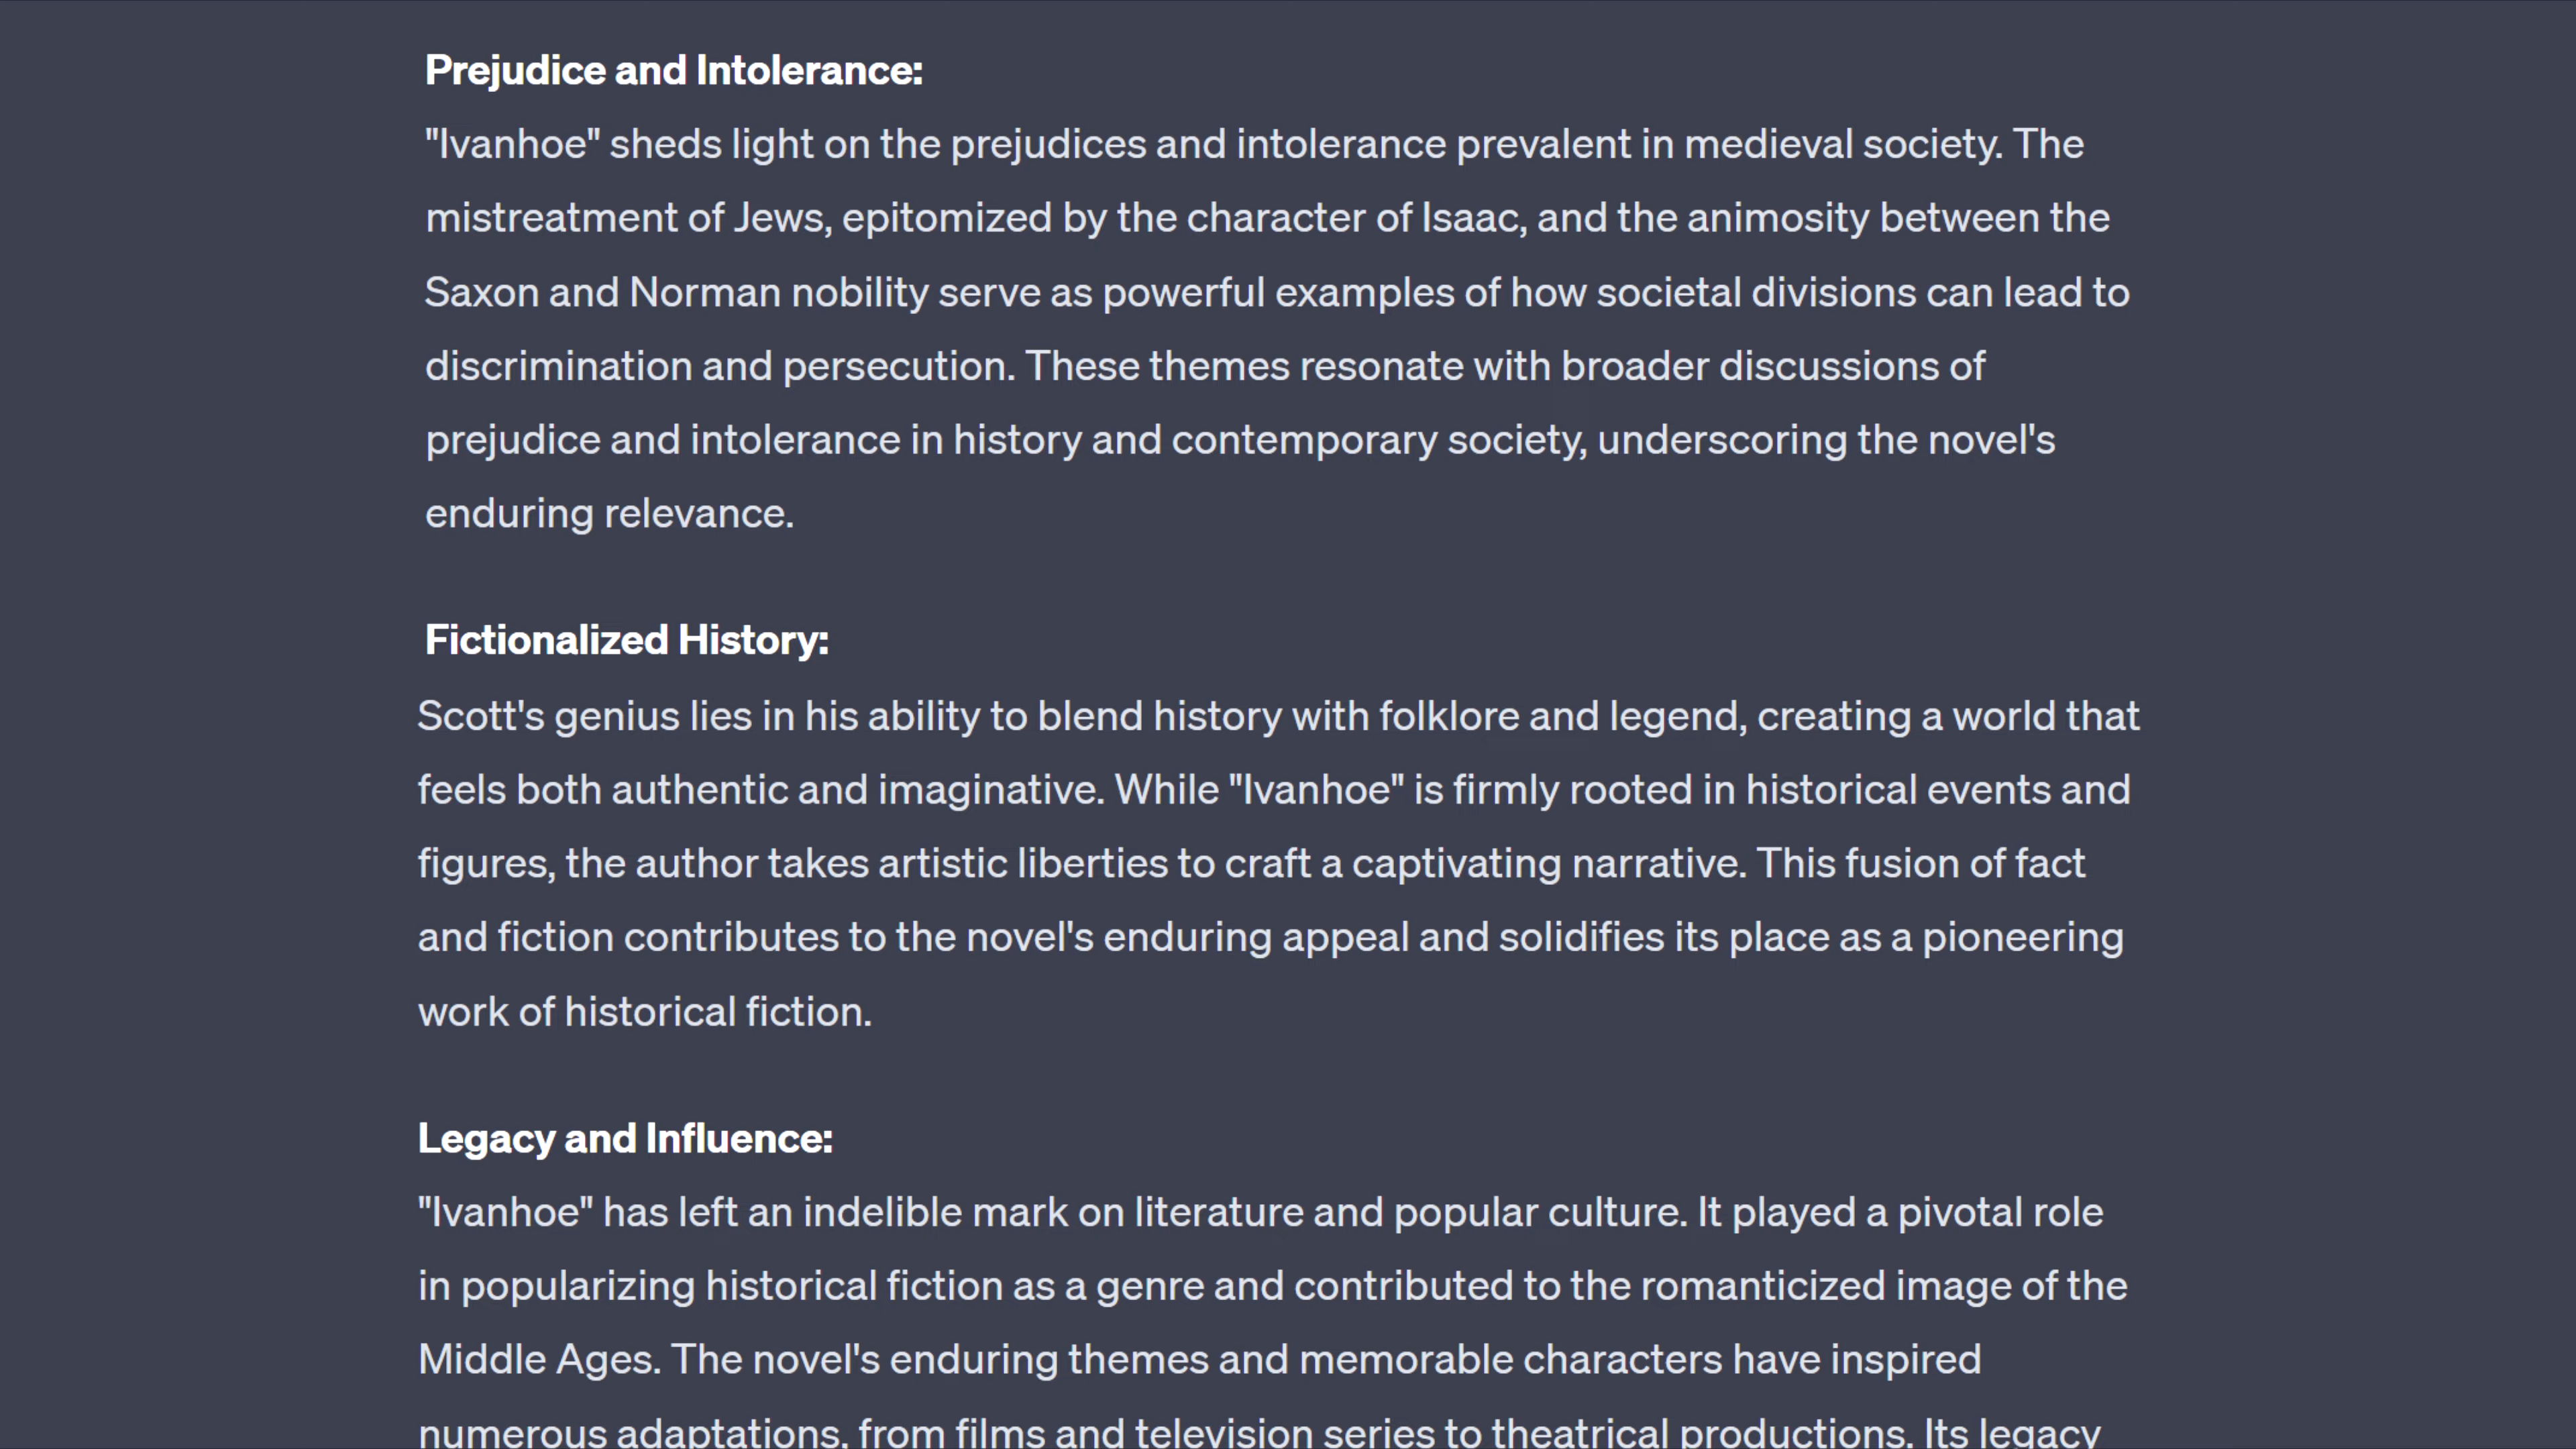 Prejudice and Intolerance:
"Ivanhoe" sheds light on the prejudices and intolerance prevalent in medieval society. The
mistreatment of Jews, epitomized by the character of Isaac, and the animosity between the
Saxon and Norman nobility serve as powerful examples of how societal divisions can lead to
discrimination and persecution. These themes resonate with broader discussions of
prejudice and intolerance in history and contemporary society, underscoring the novel's
enduring relevance.
Fictionalized History:
Scott's genius lies in his ability to blend history with folklore and legend, creating a world that
feels both authentic and imaginative. While "Ivanhoe" is firmly rooted in historical events and
figures, the author takes artistic liberties to craft a captivating narrative. This fusion of fact
and fiction contributes to the novel's enduring appeal and solidifies its place as a pioneering
work of historical fiction.
Legacy and Influence:
"Ivanhoe" has left an indelible mark on literature and popular culture. It played a pivotal role
in popularizing historical fiction as a genre and contributed to the romanticized image of the
Middle Ages. The novel's enduring themes and memorable characters have inspired
numerous adaptations, from films and television series to theatrical productions. Its legacy